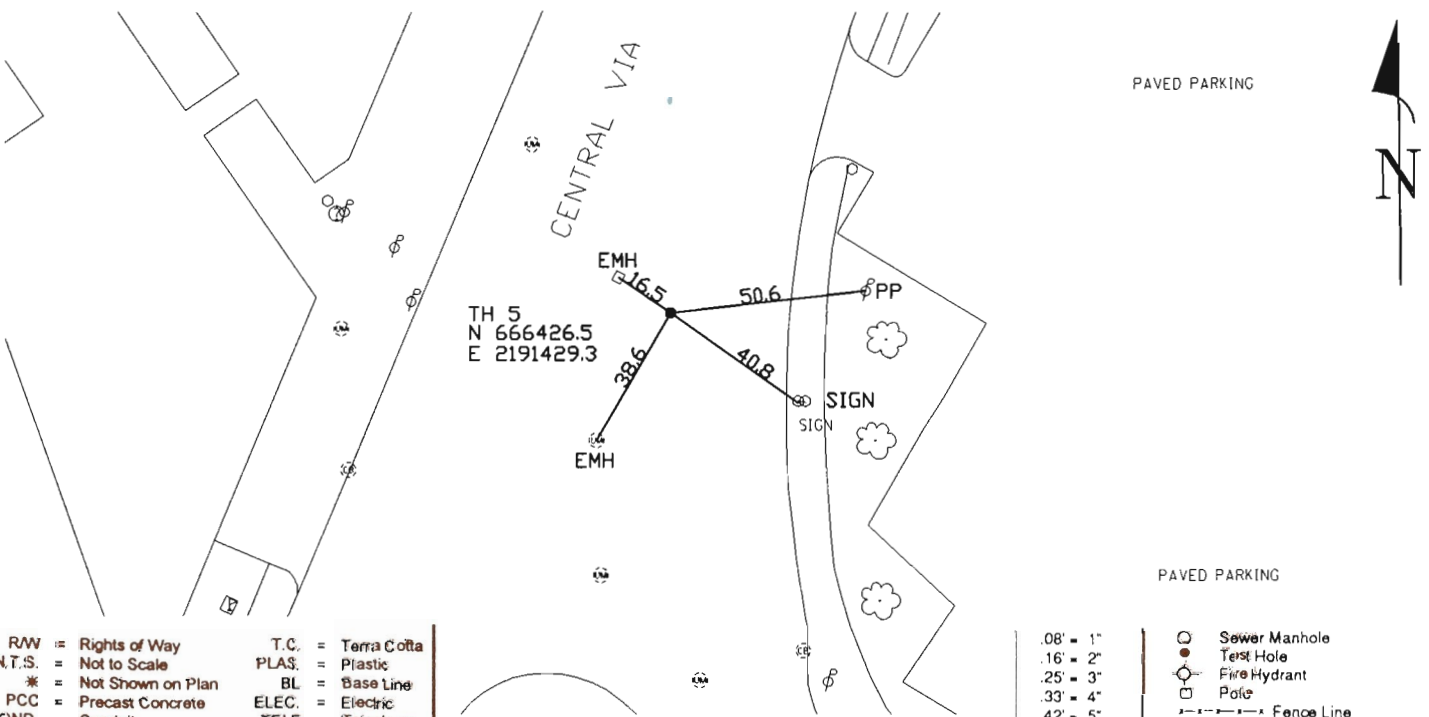 PAVED PARKING
CENTRAL VIA
N
EMH
16.5
50.6
PP
TH 5
N 666426.5
E 2191429.3
38.6
40.8
SIGN
SIGN
EMH
PAVED PARKING
R/W = Rights of Way
N.T.S. = Not to Scale
* = Not Shown on Plan
PCC = Precast Concrete
T.C. = Terra Cotta
PLAS. = Plastic
BL = Base Line
ELEC. = Electric
.08' = 1"
.16' = 2"
.25' = 3"
.33' = 4"
.42' = 5"
Sewer Manhole
Test Hole
Fire Hydrant
Pole
Fence Line